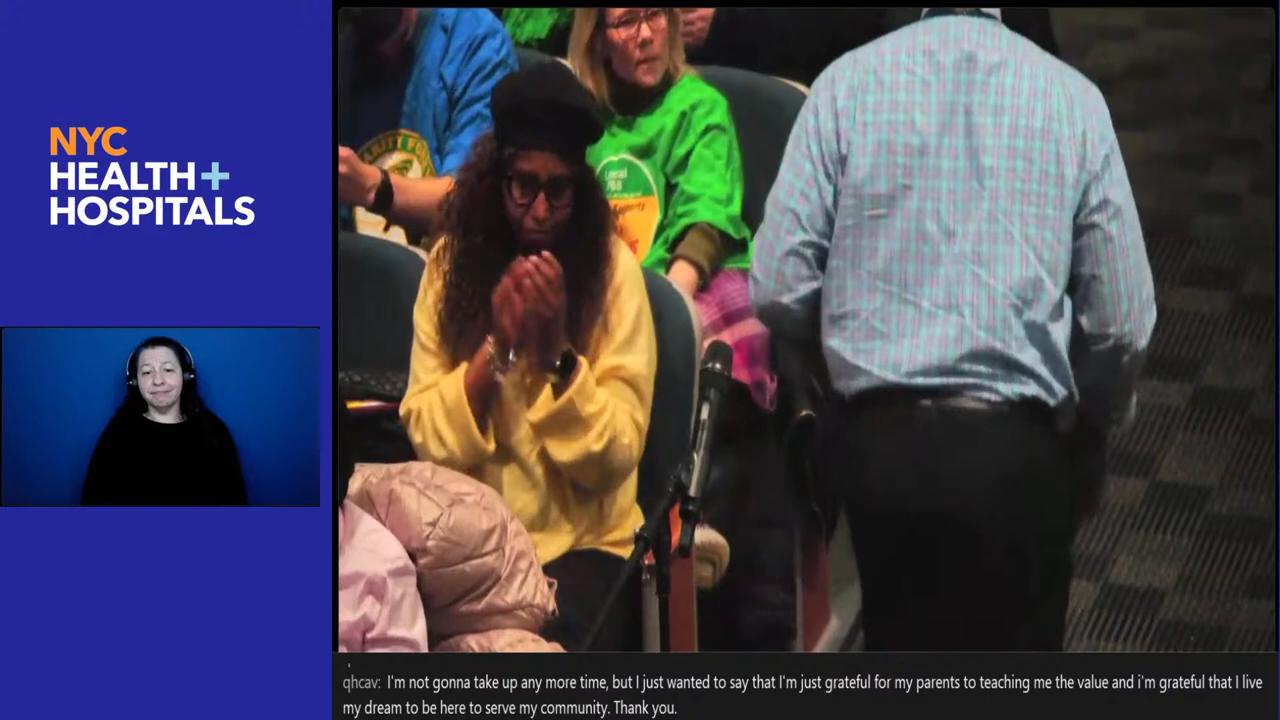 NYC
HEALTH+
HOSPITALS
Local
768
qhcav: I'm not gonna take up any more time, but I just wanted to say that I'm just grateful for my parents to teaching me the value and i'm grateful that I live
my dream to be here to serve my community. Thank you.